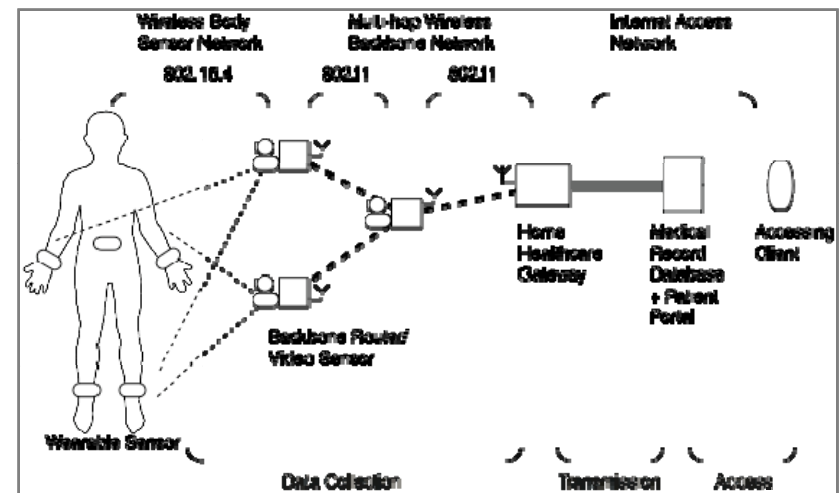 Wireless Body
Sensor Network
802.15.4
Multi-hop Wireless
Backbone Network
802.11
802.11
Internet Access
Network
Home
Healthcare
Gateway
Medical
Record
Database
+ Patient
Portal
Accessing
Client
Backbone Router/
Video Sensor
Wearable Sensor
Data Collection
Transmission
Access